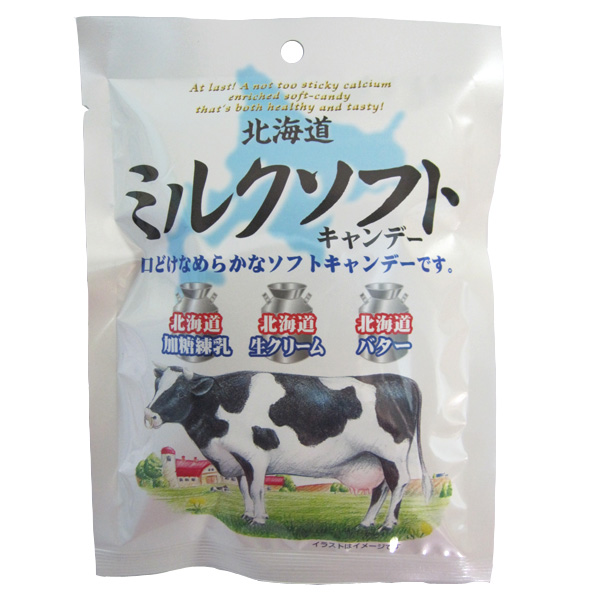 At last! A not too sticky calcium
enriched soft-candy
that's both healthy and tasty!
北海道
ミルクソフト
キャンデー
口どけなめらかなソフトキャンデーです。
北海道 北海道 北海道
加糖練乳 生クリーム バター
イラストはイメージです